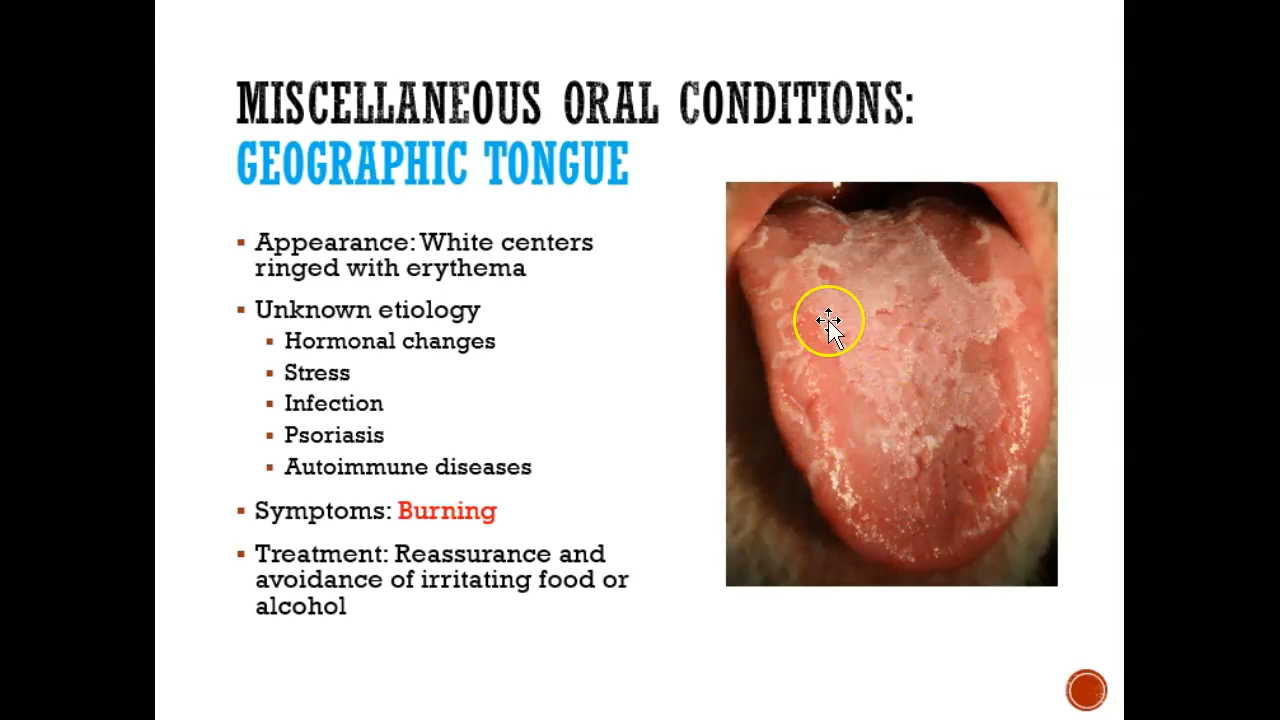 MISCELLANEOUS ORAL CONDITIONS:
GEOGRAPHIC TONGUE
▪ Appearance: White centers
ringed with erythema
▪ Unknown etiology
▪ Hormonal changes
▪ Stress
▪ Infection
▪ Psoriasis
▪ Autoimmune diseases
▪ Symptoms: Burning
▪ Treatment: Reassurance and
avoidance of irritating food or
alcohol